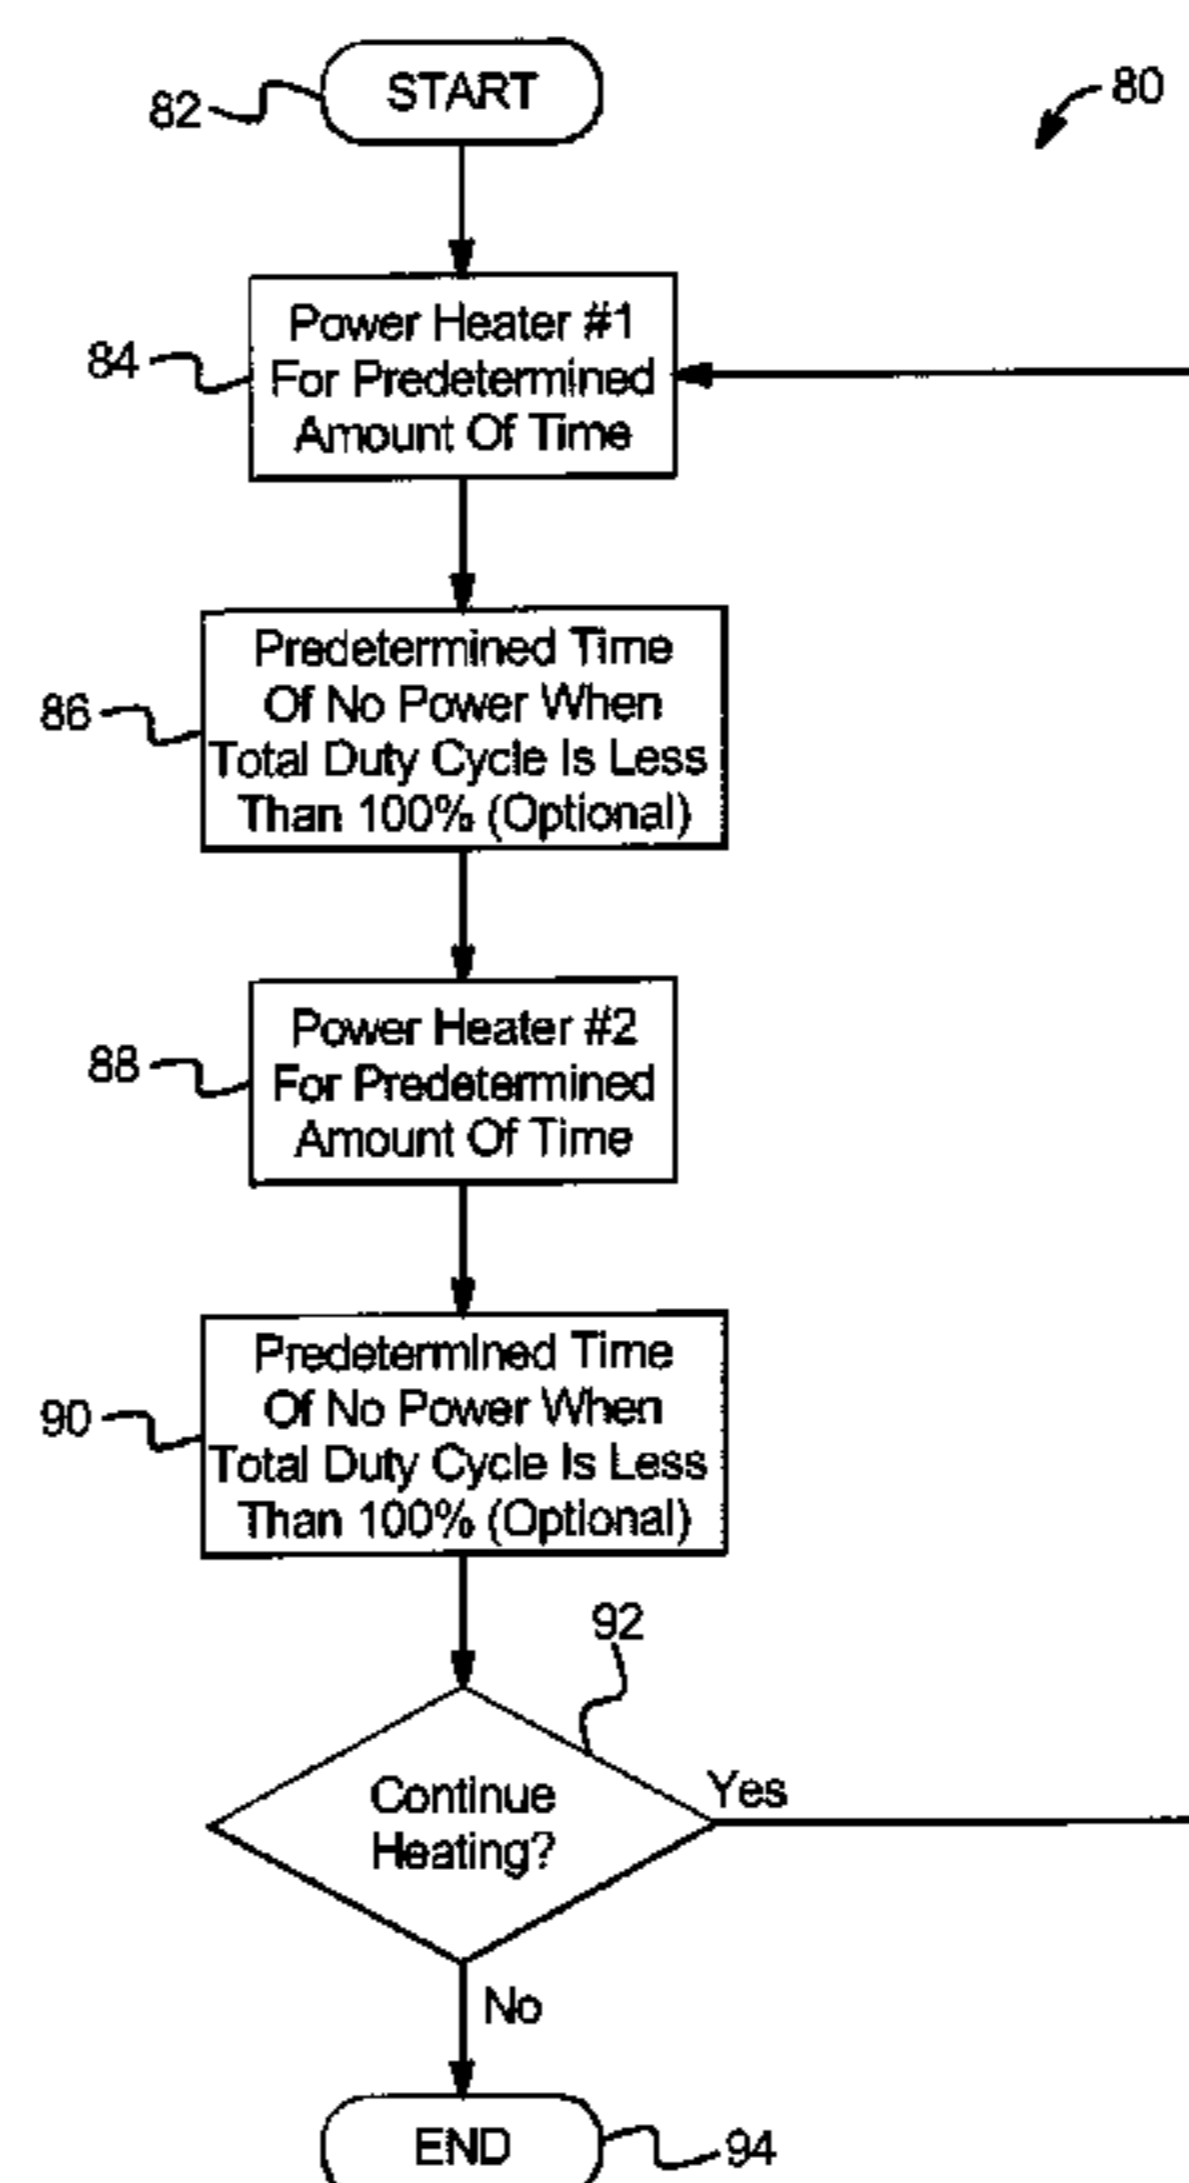 START
82
80
Power Heater #1
For Predetermined
Amount Of Time
84
Predetermined Time
Of No Power When
Total Duty Cycle Is Less
Than 100% (Optional)
86
Power Heater #2
For Predetermined
Amount Of Time
88
Predetermined Time
Of No Power When
Total Duty Cycle Is Less
Than 100% (Optional)
90
92
Continue
Heating?
Yes
No
END
94